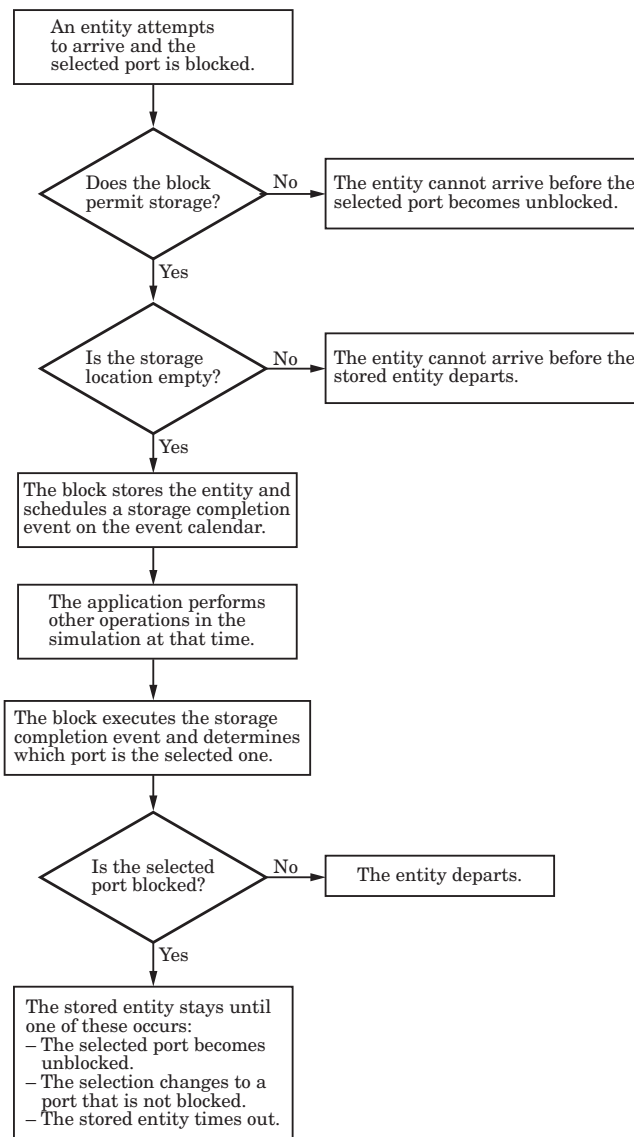 An entity attempts
to arrive and the
selected port is blocked.
Does the block
permit storage?
No
The entity cannot arrive before the
selected port becomes unblocked.
Yes
Is the storage
location empty?
No
The entity cannot arrive before the
stored entity departs.
Yes
The block stores the entity and
schedules a storage completion
event on the event calendar.
The application performs
other operations in the
simulation at that time.
The block executes the storage
completion event and determines
which port is the selected one.
Is the selected
port blocked?
No
The entity departs.
Yes
The stored entity stays until
one of these occurs:
– The selected port becomes
unblocked.
– The selection changes to a
port that is not blocked.
– The stored entity times out.